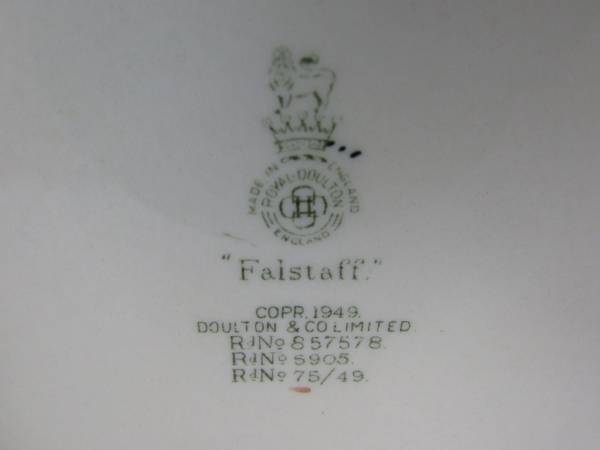 MADE IN ENGLAND
ROYAL DOULTON
ENGLAND
"Falstaff."
COPR. 1949.
DOULTON & CO LIMITED.
RdNo 857578.
RdNo 5905.
RdNo 75/49.